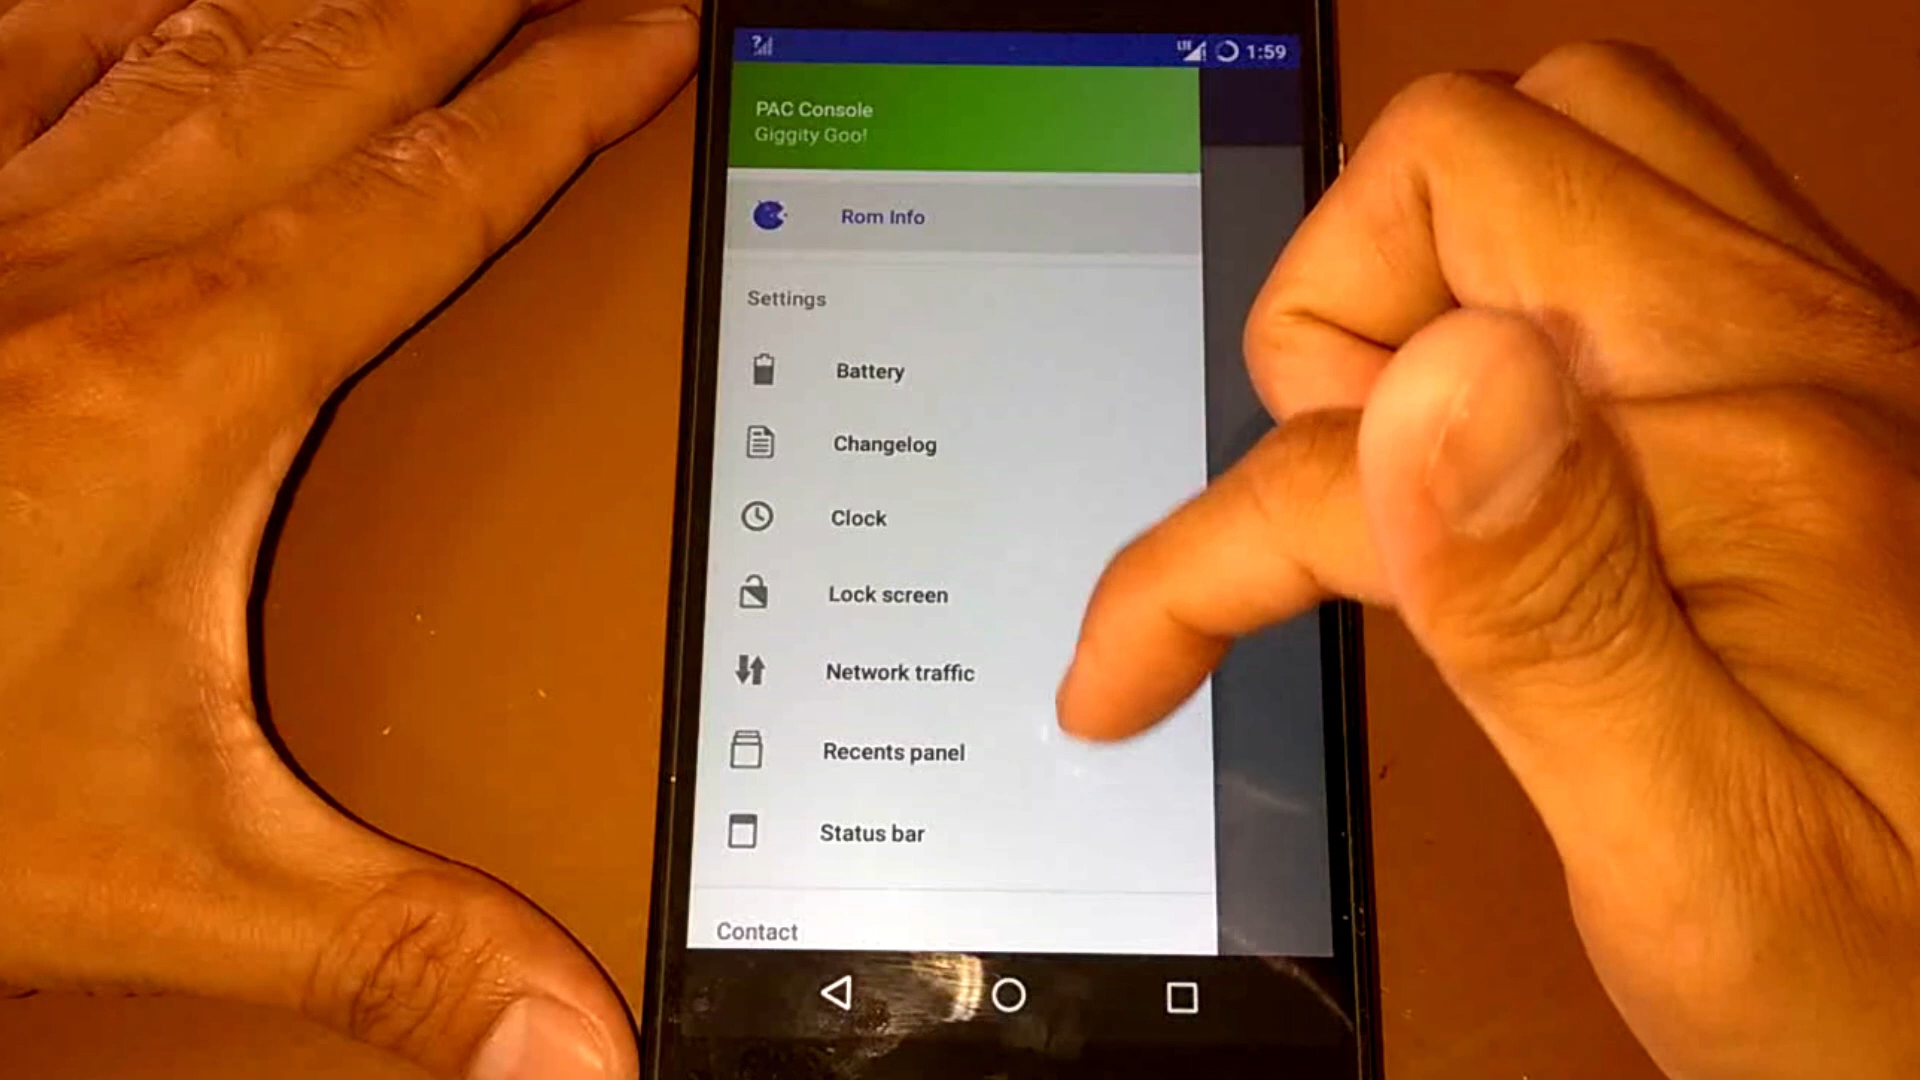 ? LTE 1:59
PAC Console
Giggity Goo!
Rom Info
Settings
Battery
Changelog
Clock
Lock screen
Network traffic
Recents panel
Status bar
Contact